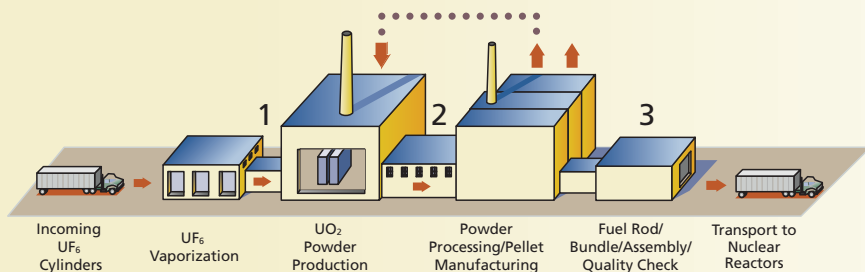 1
2
3
Incoming
UF₆
Cylinders
UF₆
Vaporization
UO₂
Powder
Production
Powder
Processing/Pellet
Manufacturing
Fuel Rod/
Bundle/Assembly/
Quality Check
Transport to
Nuclear
Reactors